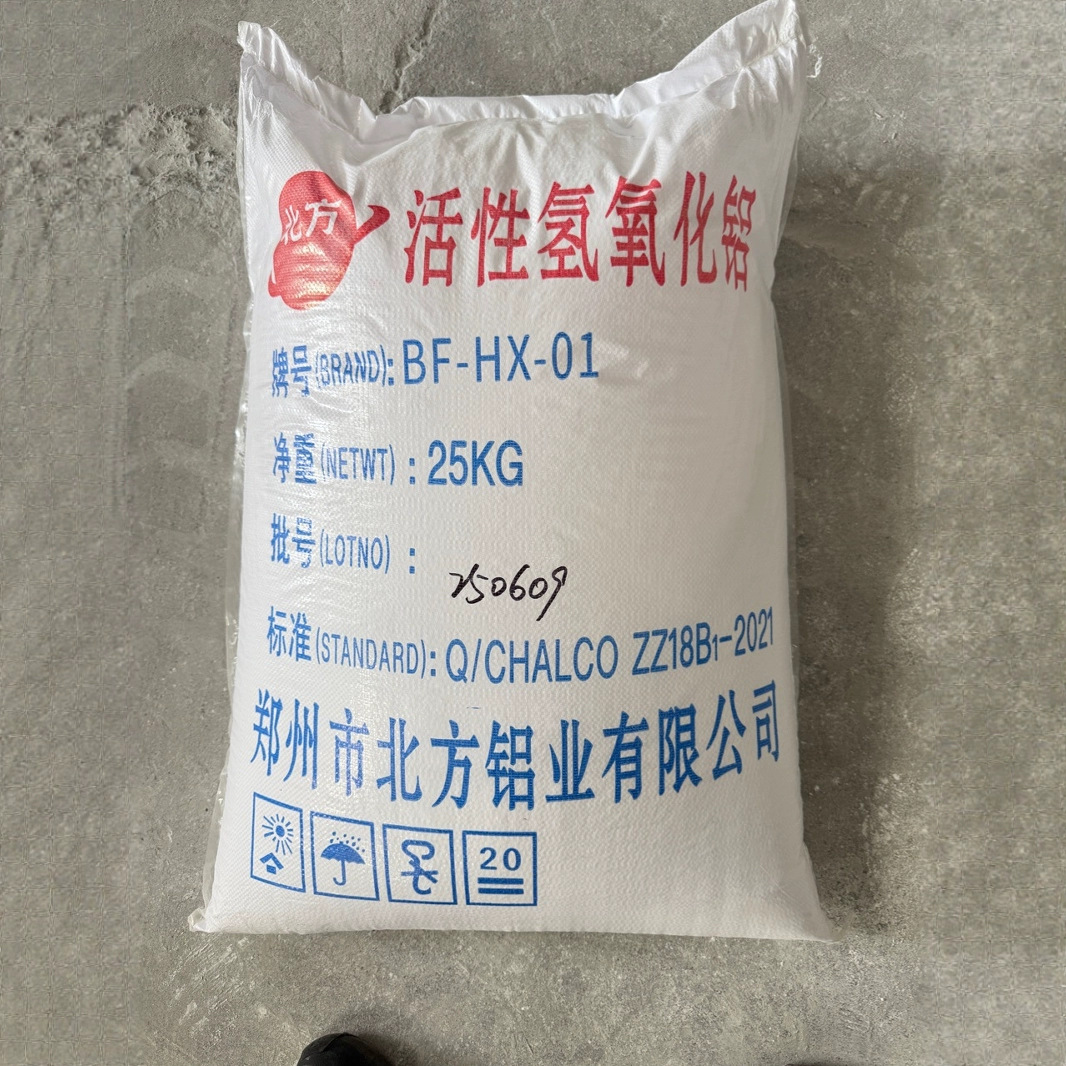 北方
活性氢氧化铝
牌号(BRAND):BF-HX-01
净重(NETWT):25KG
批号(LOTNO):250609
标准(STANDARD):Q/CHALCO ZZ18B1-2021
郑州市北方铝业有限公司
20